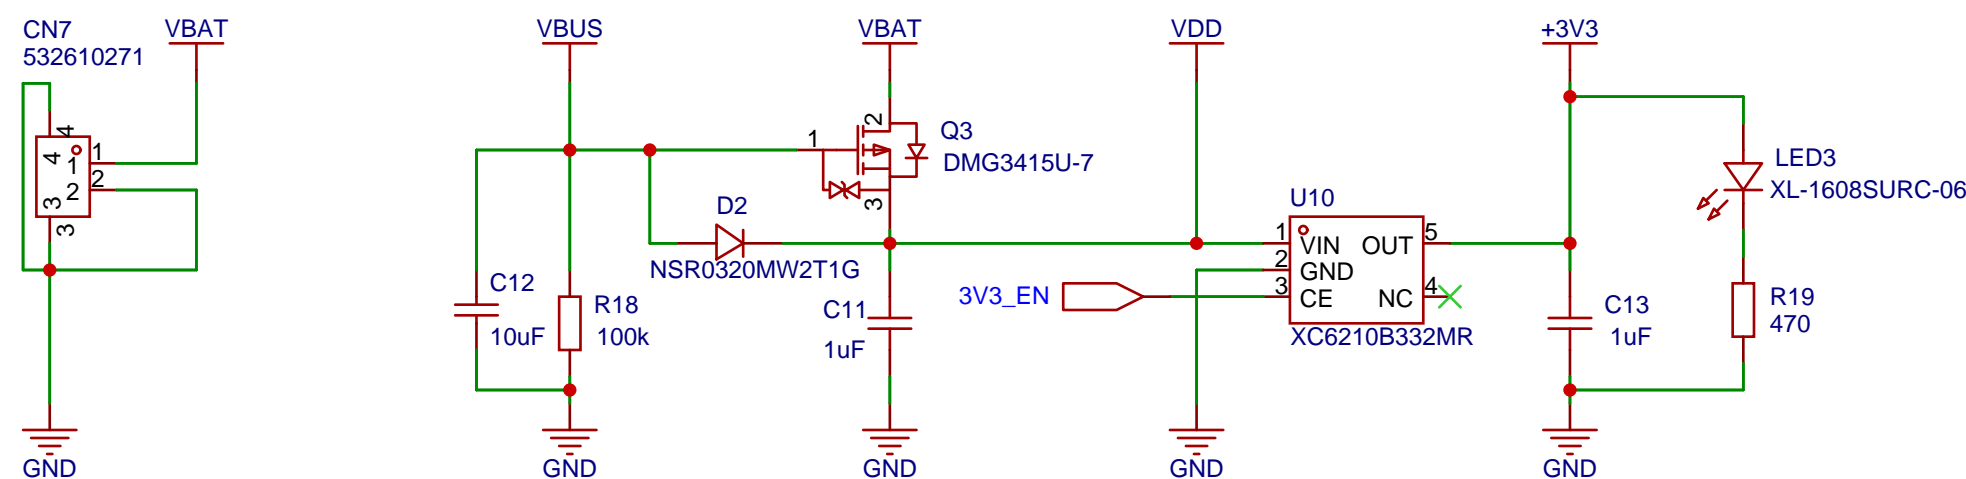 CN7
532610271
VBAT
4
4
1
1
2
2
3
3
GND
VBUS
C12
10uF
R18
100k
GND
D2
NSR0320MW2T1G
VBAT
1
2
3
Q3
DMG3415U-7
C11
1uF
GND
VDD
3V3_EN
GND
U10
1
VIN
OUT
5
2
GND
3
CE
NC
4
XC6210B332MR
+3V3
C13
1uF
GND
LED3
XL-1608SURC-06
R19
470